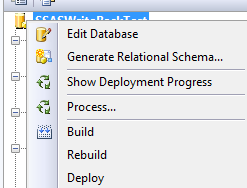 SSASWriteBackTest
Edit Database
Generate Relational Schema...
Show Deployment Progress
Process...
Build
Rebuild
Deploy